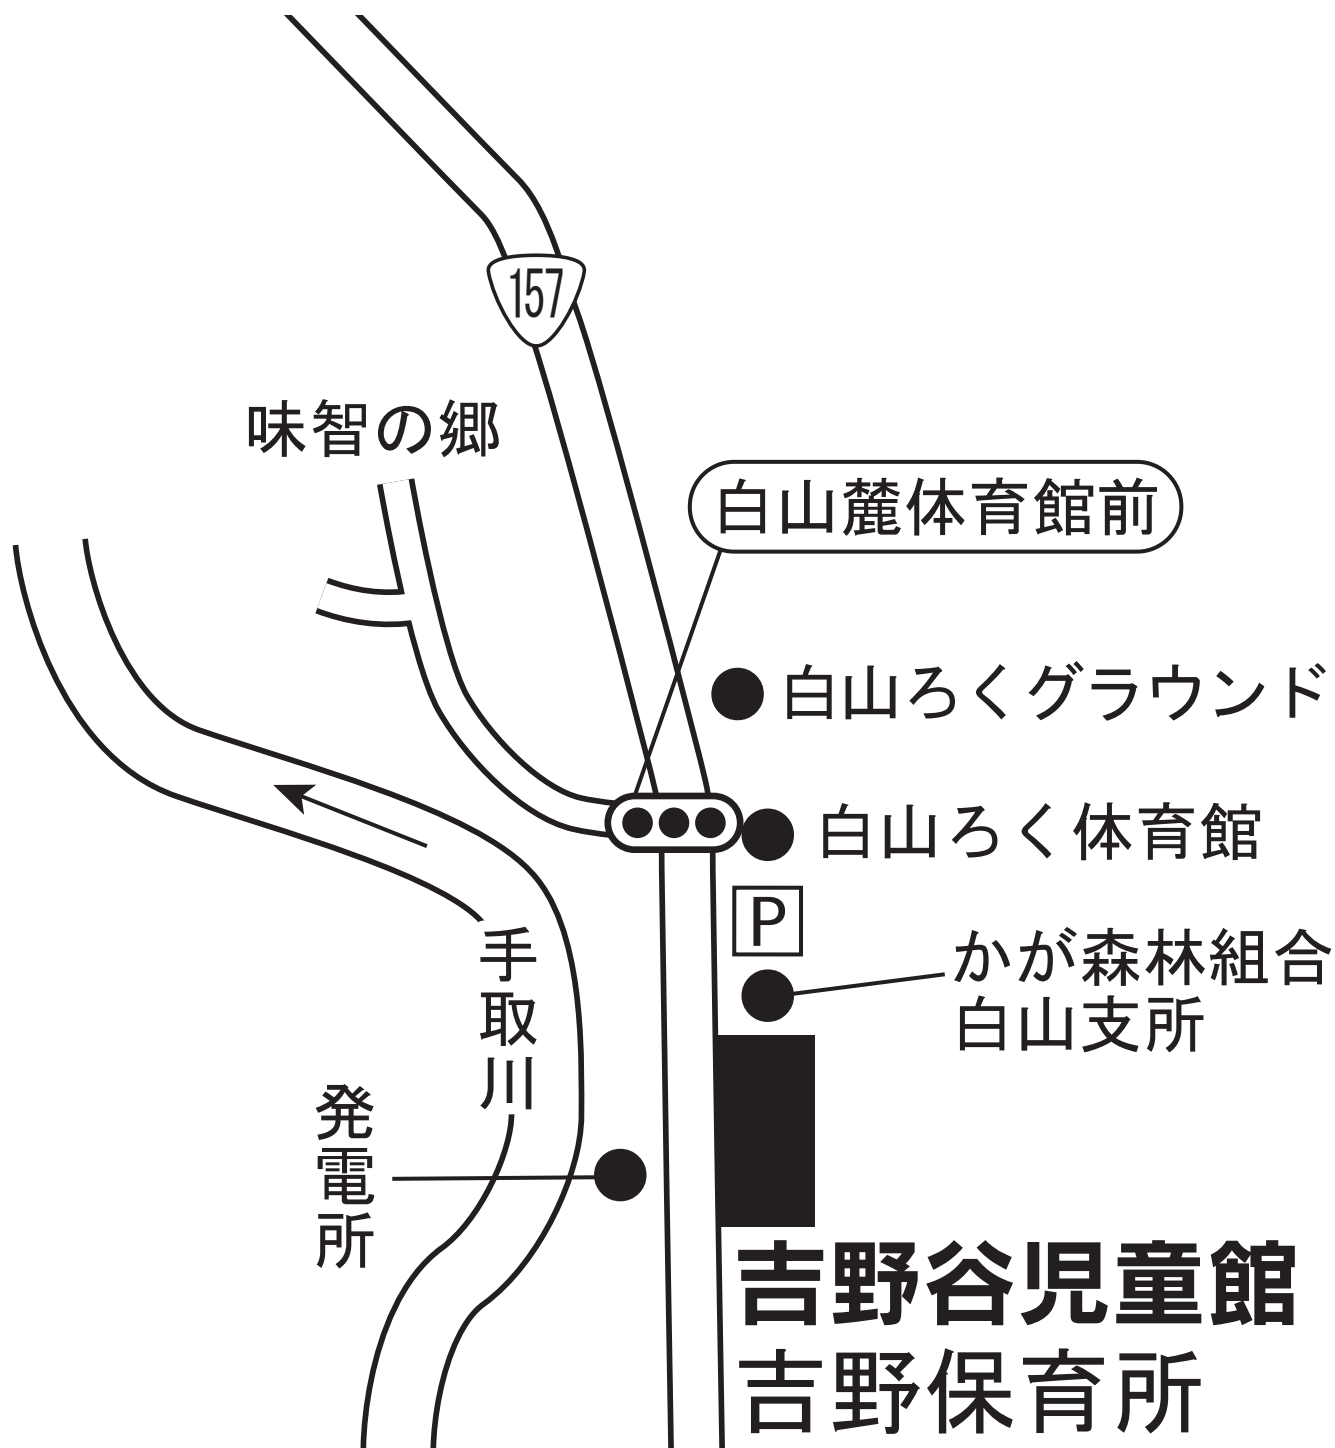 157
味智の郷
白山麓体育館前
白山ろくグラウンド
白山ろく体育館
P
かが森林組合
白山支所
手取川
発電所
吉野谷児童館
吉野保育所